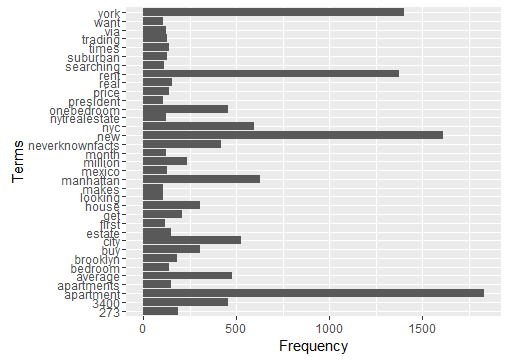 york
want
via
trading
times
suburban
searching
rent
real
price
president
onebedroom
nytrealestate
nyc
new
neverknownfacts
month
million
mexico
manhattan
makes
looking
house
get
first
estate
city
buy
brooklyn
bedroom
average
apartments
apartment
3400
273
Terms
0 500 1000 1500
Frequency